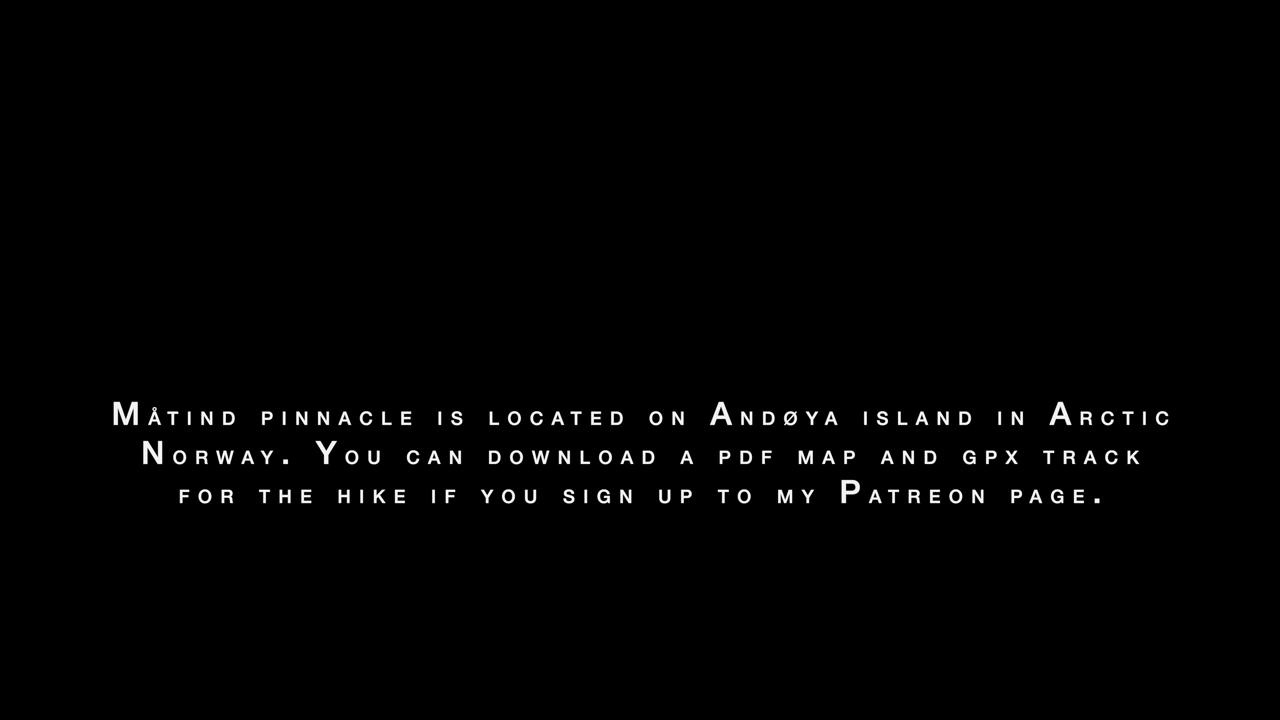 Måtind pinnacle is located on Andøya island in Arctic
Norway. You can download a pdf map and gpx track
for the hike if you sign up to my Patreon page.